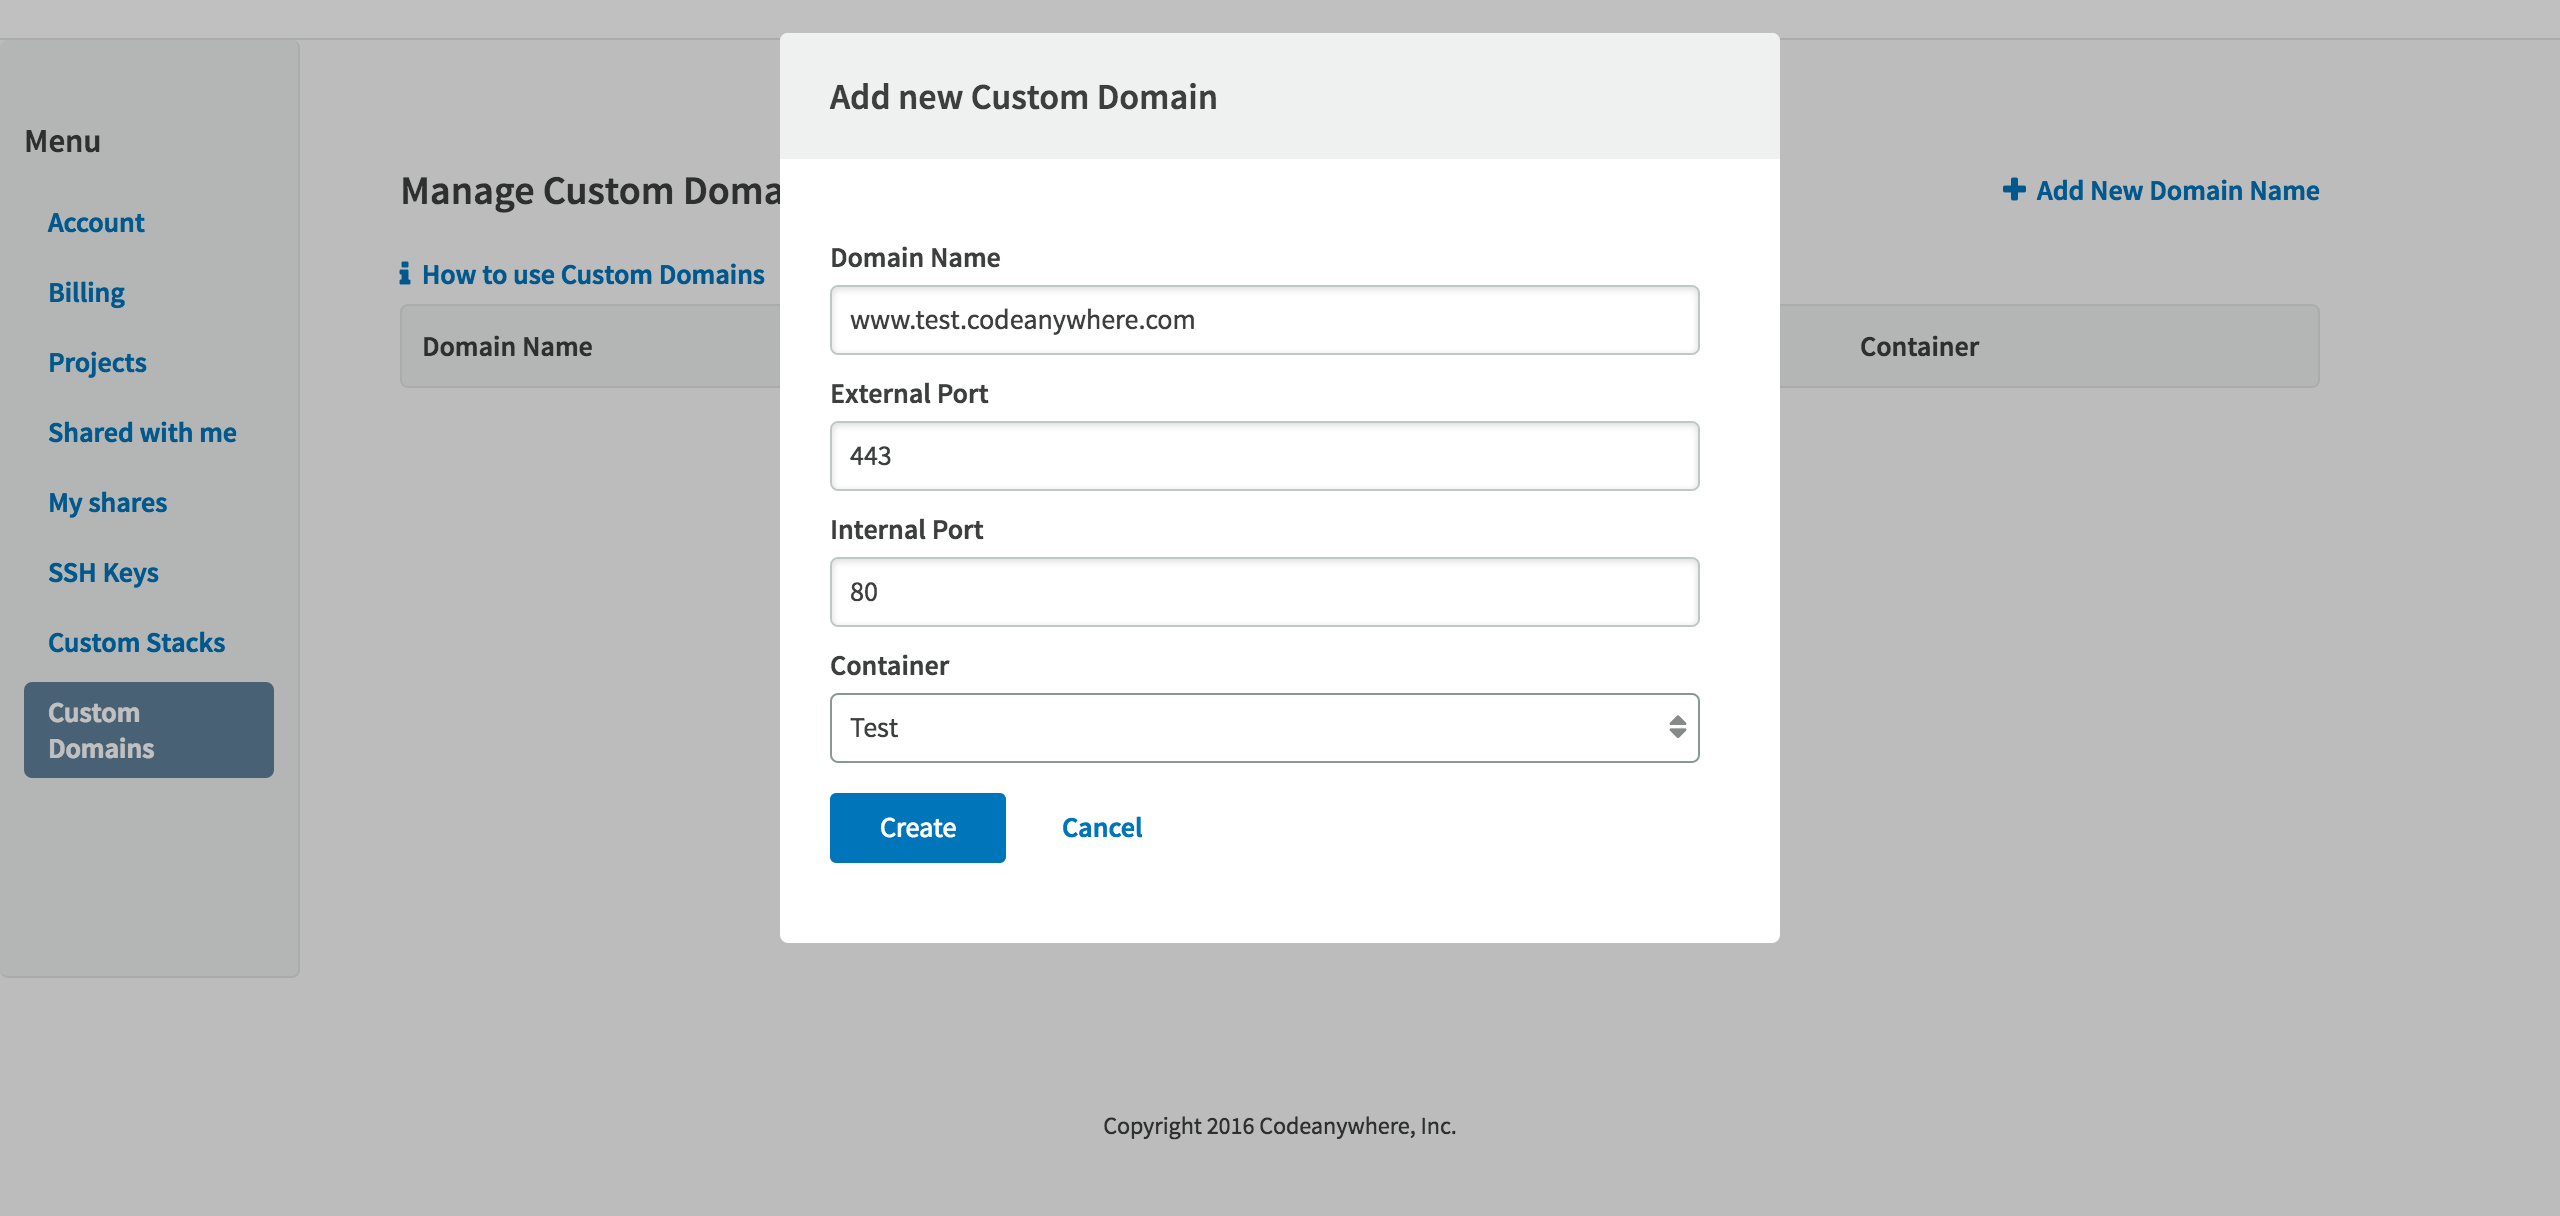 Menu
Account
Billing
Projects
Shared with me
My shares
SSH Keys
Custom Stacks
Custom
Domains
Manage Custom Doma
Add New Domain Name
How to use Custom Domains
Domain Name
Container
Add new Custom Domain
Domain Name
www.test.codeanywhere.com
External Port
443
Internal Port
80
Container
Test
Create
Cancel
Copyright 2016 Codeanywhere, Inc.